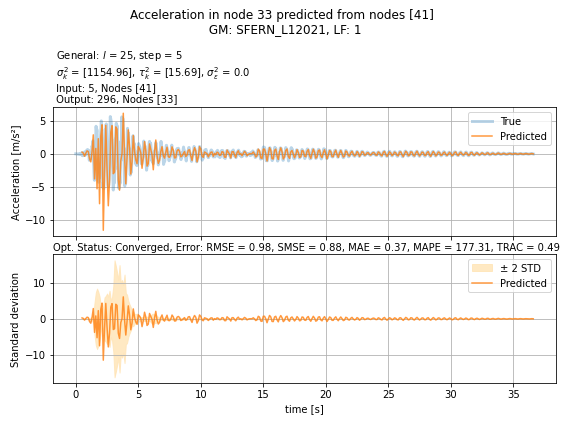 Acceleration in node 33 predicted from nodes [41]
GM: SFERN_L12021, LF: 1
General: l = 25, step = 5
σ²ₖ = [1154.96], τ²ₖ = [15.69], σ²ε = 0.0
Input: 5, Nodes [41]
Output: 296, Nodes [33]
Acceleration [m/s²]
5
0
−5
−10
True
Predicted
Opt. Status: Converged, Error: RMSE = 0.98, SMSE = 0.88, MAE = 0.37, MAPE = 177.31, TRAC = 0.49
Standard deviation
10
0
−10
± 2 STD
Predicted
0 5 10 15 20 25 30 35
time [s]